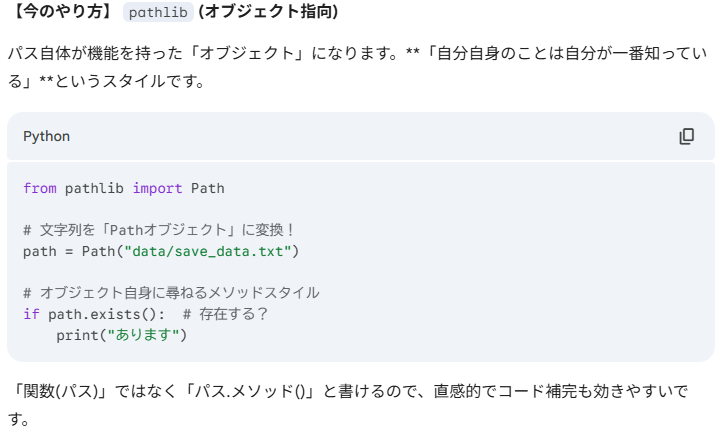 【今のやり方】 pathlib (オブジェクト指向)
パス自体が機能を持った「オブジェクト」になります。**「自分自身のことは自分が一番知ってい
る」**というスタイルです。
Python
from pathlib import Path
# 文字列を「Pathオブジェクト」に変換！
path = Path("data/save_data.txt")
# オブジェクト自身に尋ねるメソッドスタイル
if path.exists():  # 存在する？
    print("あります")
「関数(パス)」ではなく「パス.メソッド()」と書けるので、直感的でコード補完も効きやすいで
す。